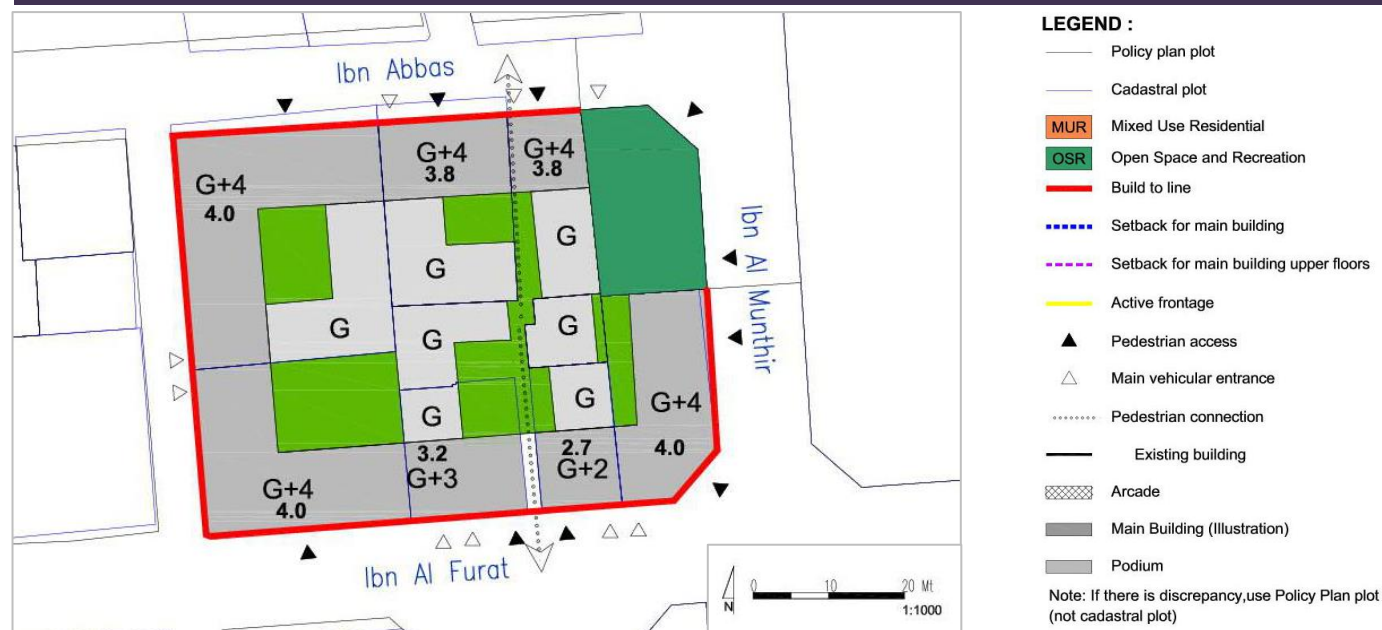 Ibn Abbas
G+4
3.8
G+4
3.8
G+4
4.0
G
G
G
G
G
G
G
G+4
4.0
3.2
G+3
2.7
G+2
G+4
4.0
Ibn Al Munthir
Ibn Al Furat
N
0 10 20 Mt
1:1000
LEGEND :
Policy plan plot
Cadastral plot
MUR Mixed Use Residential
OSR Open Space and Recreation
Build to line
Setback for main building
Setback for main building upper floors
Active frontage
Pedestrian access
Main vehicular entrance
Pedestrian connection
Existing building
Arcade
Main Building (Illustration)
Podium
Note: If there is discrepancy,use Policy Plan plot
(not cadastral plot)